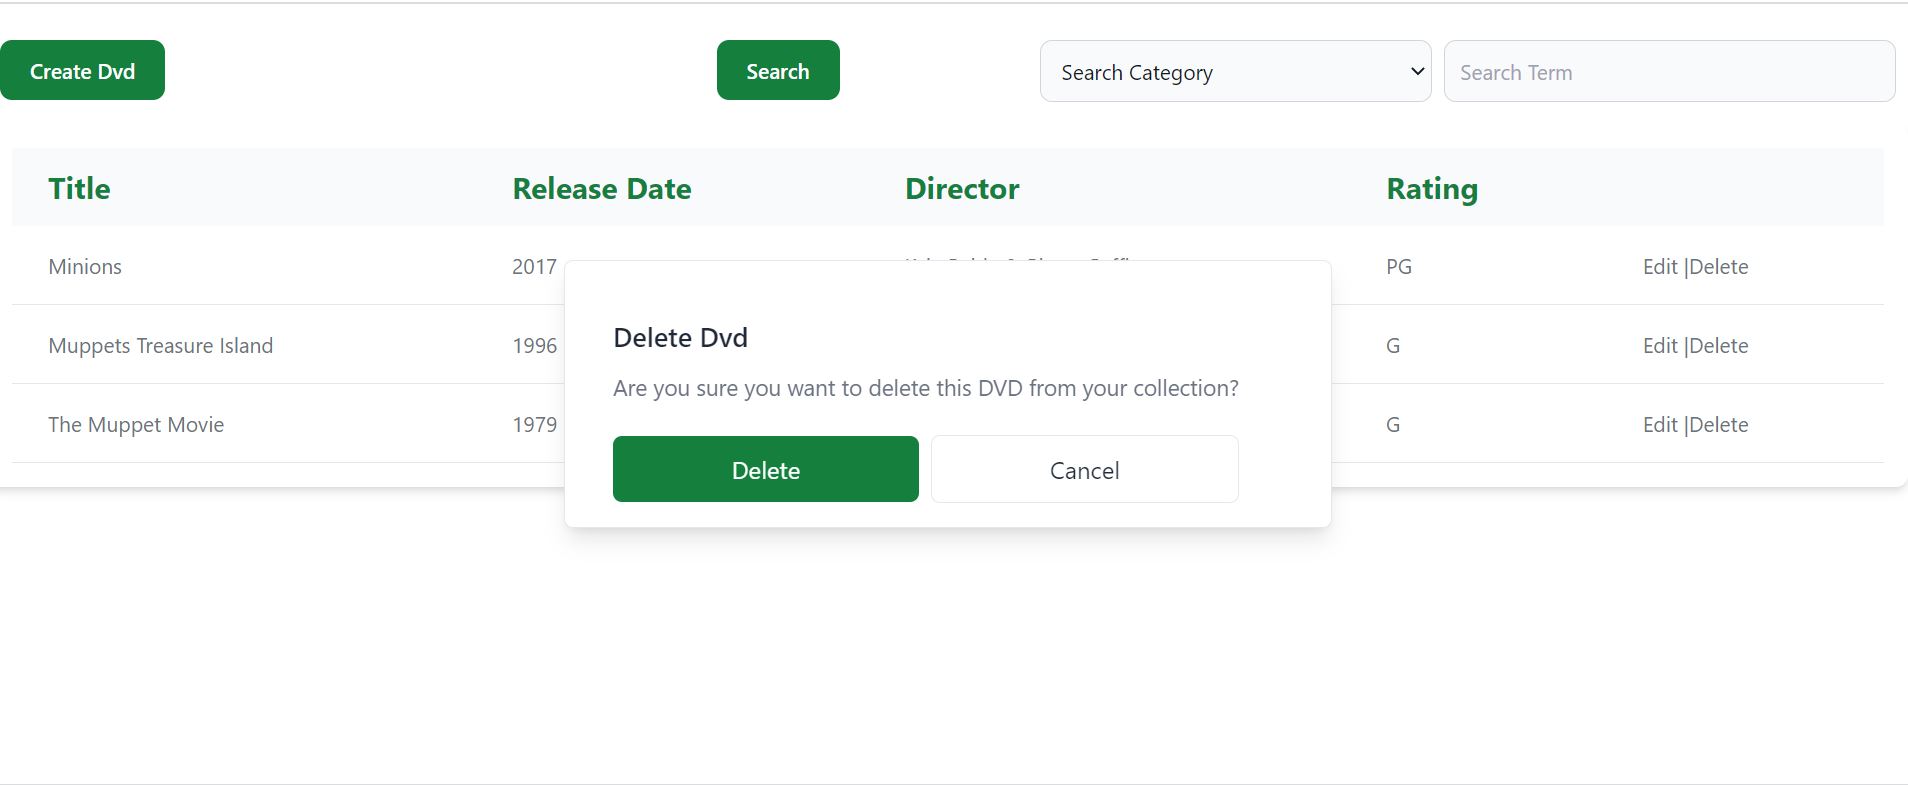 Create Dvd Search Search Category Search Term
Title Release Date Director Rating
Minions 2017 PG Edit |Delete
Muppets Treasure Island 1996 G Edit |Delete
The Muppet Movie 1979 G Edit |Delete
Delete Dvd
Are you sure you want to delete this DVD from your collection?
Delete Cancel